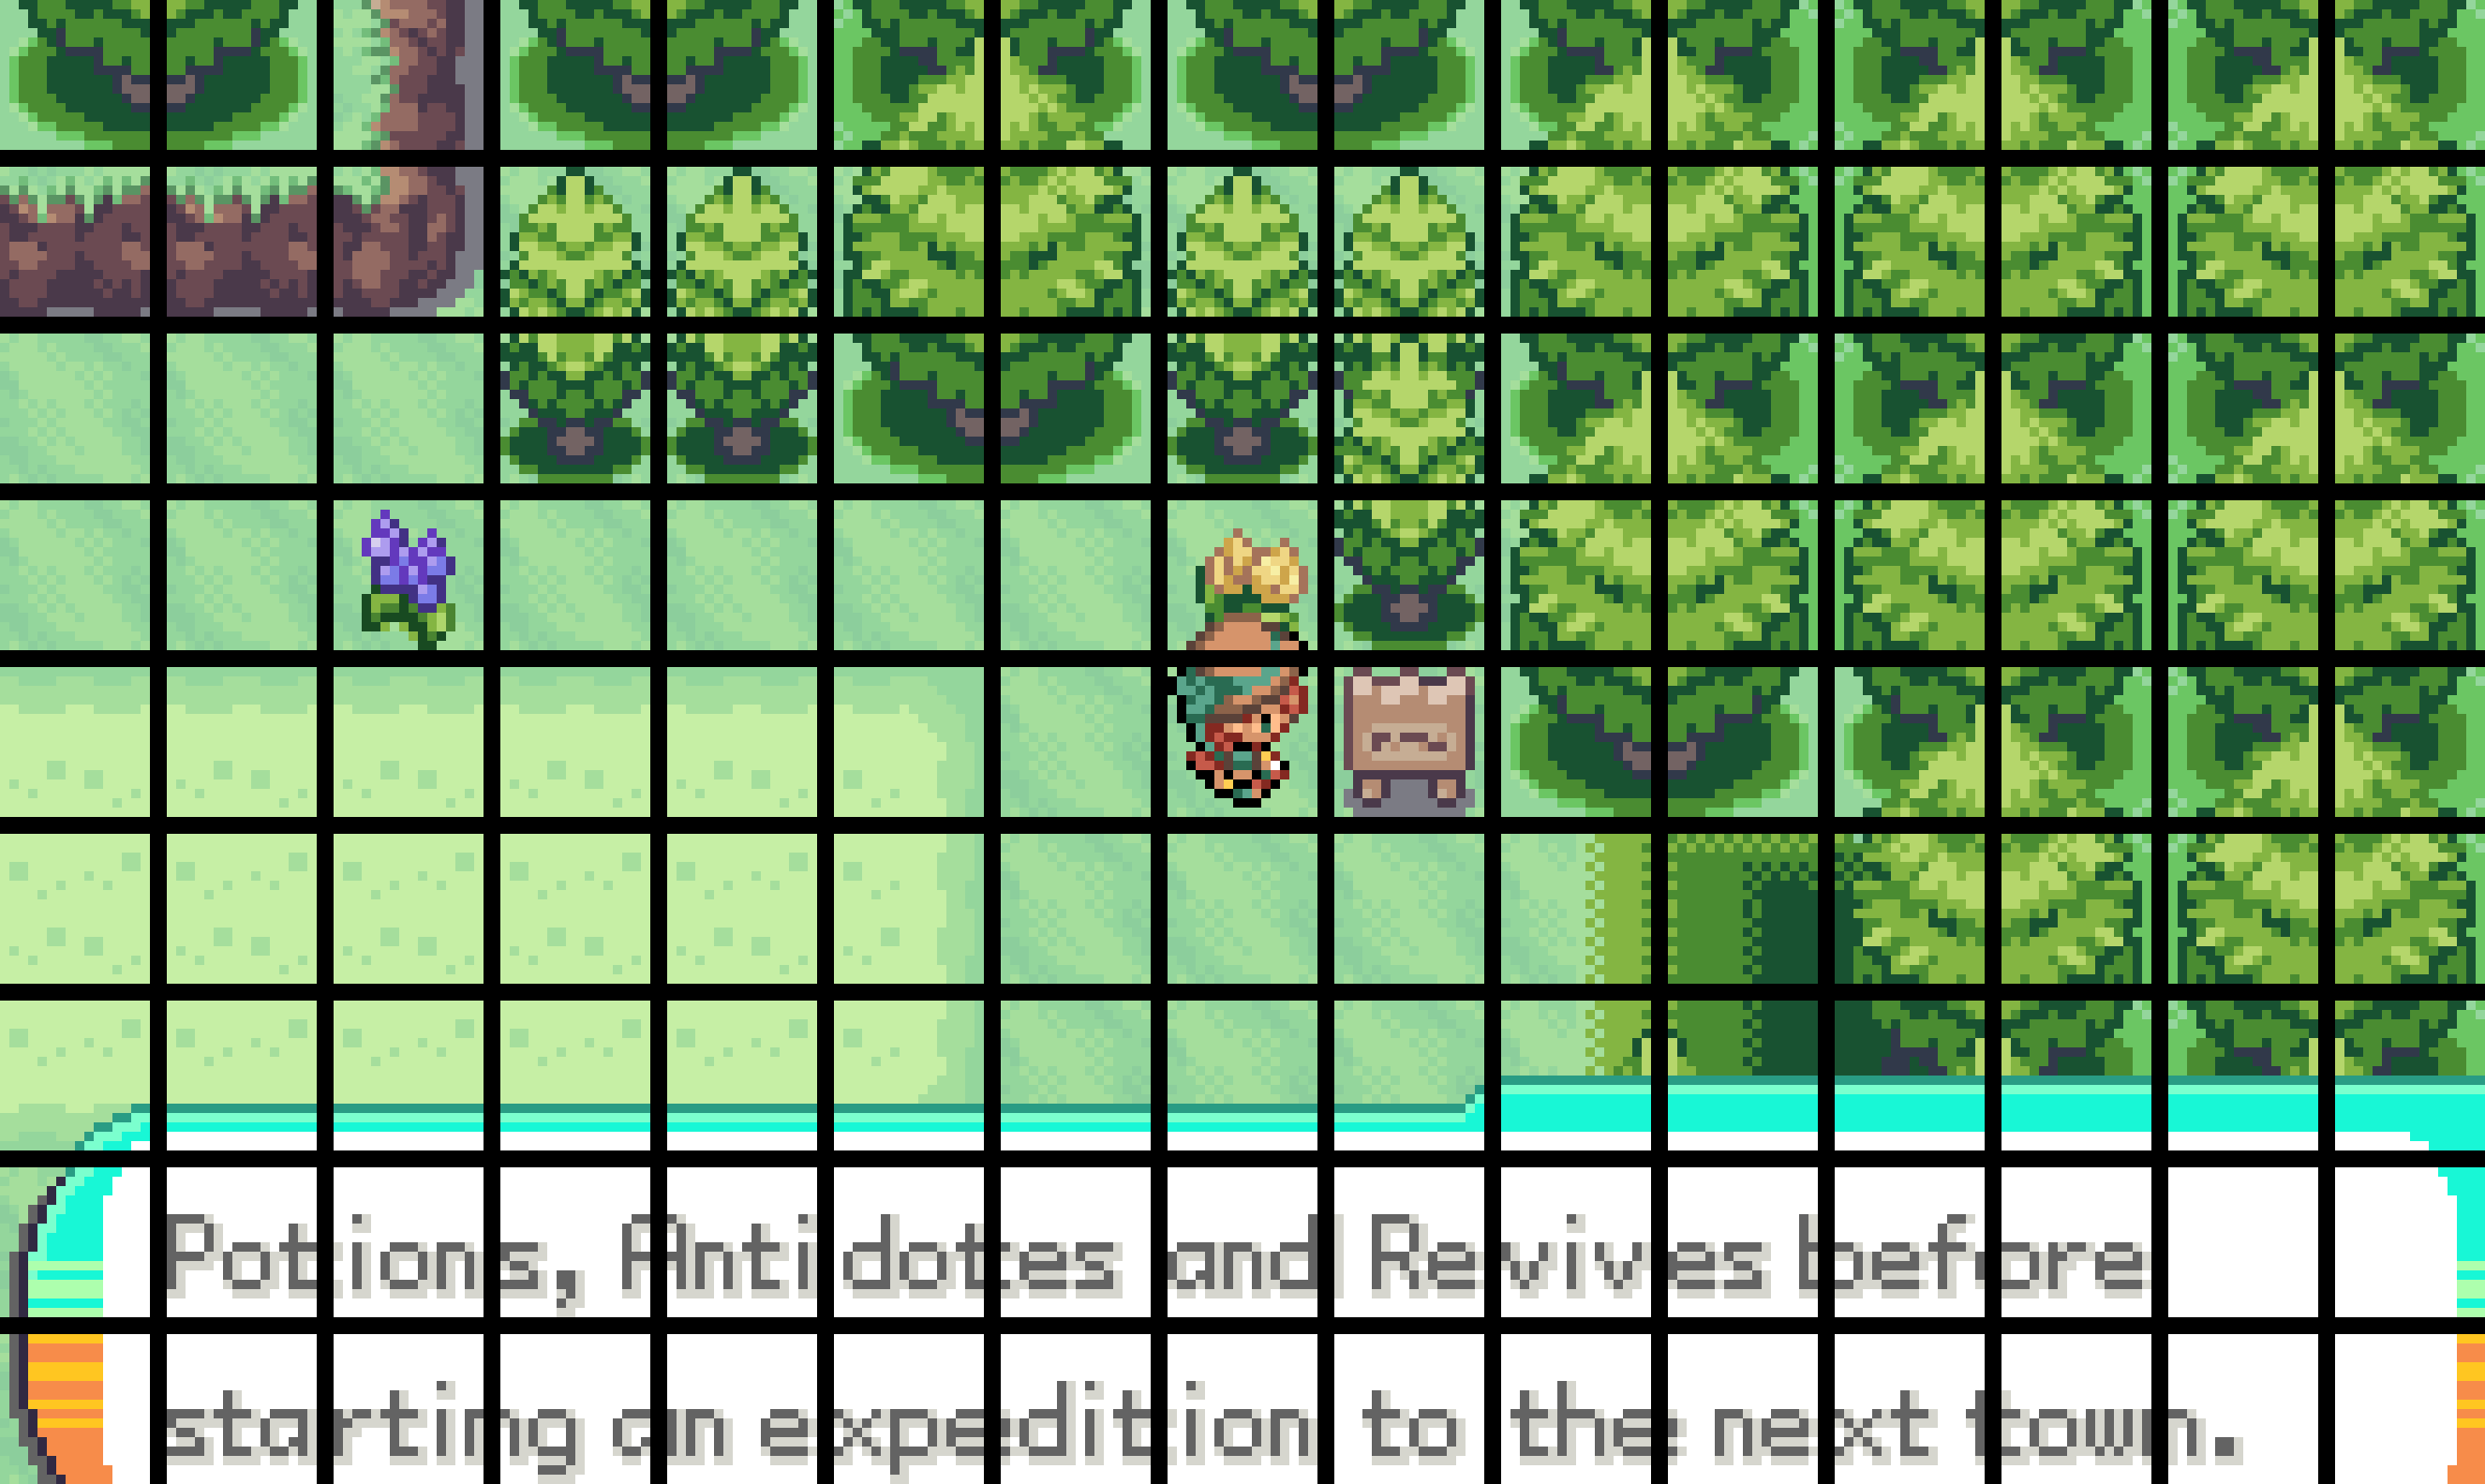 Potions, Antidotes and Revives before
starting an expedition to the next town.